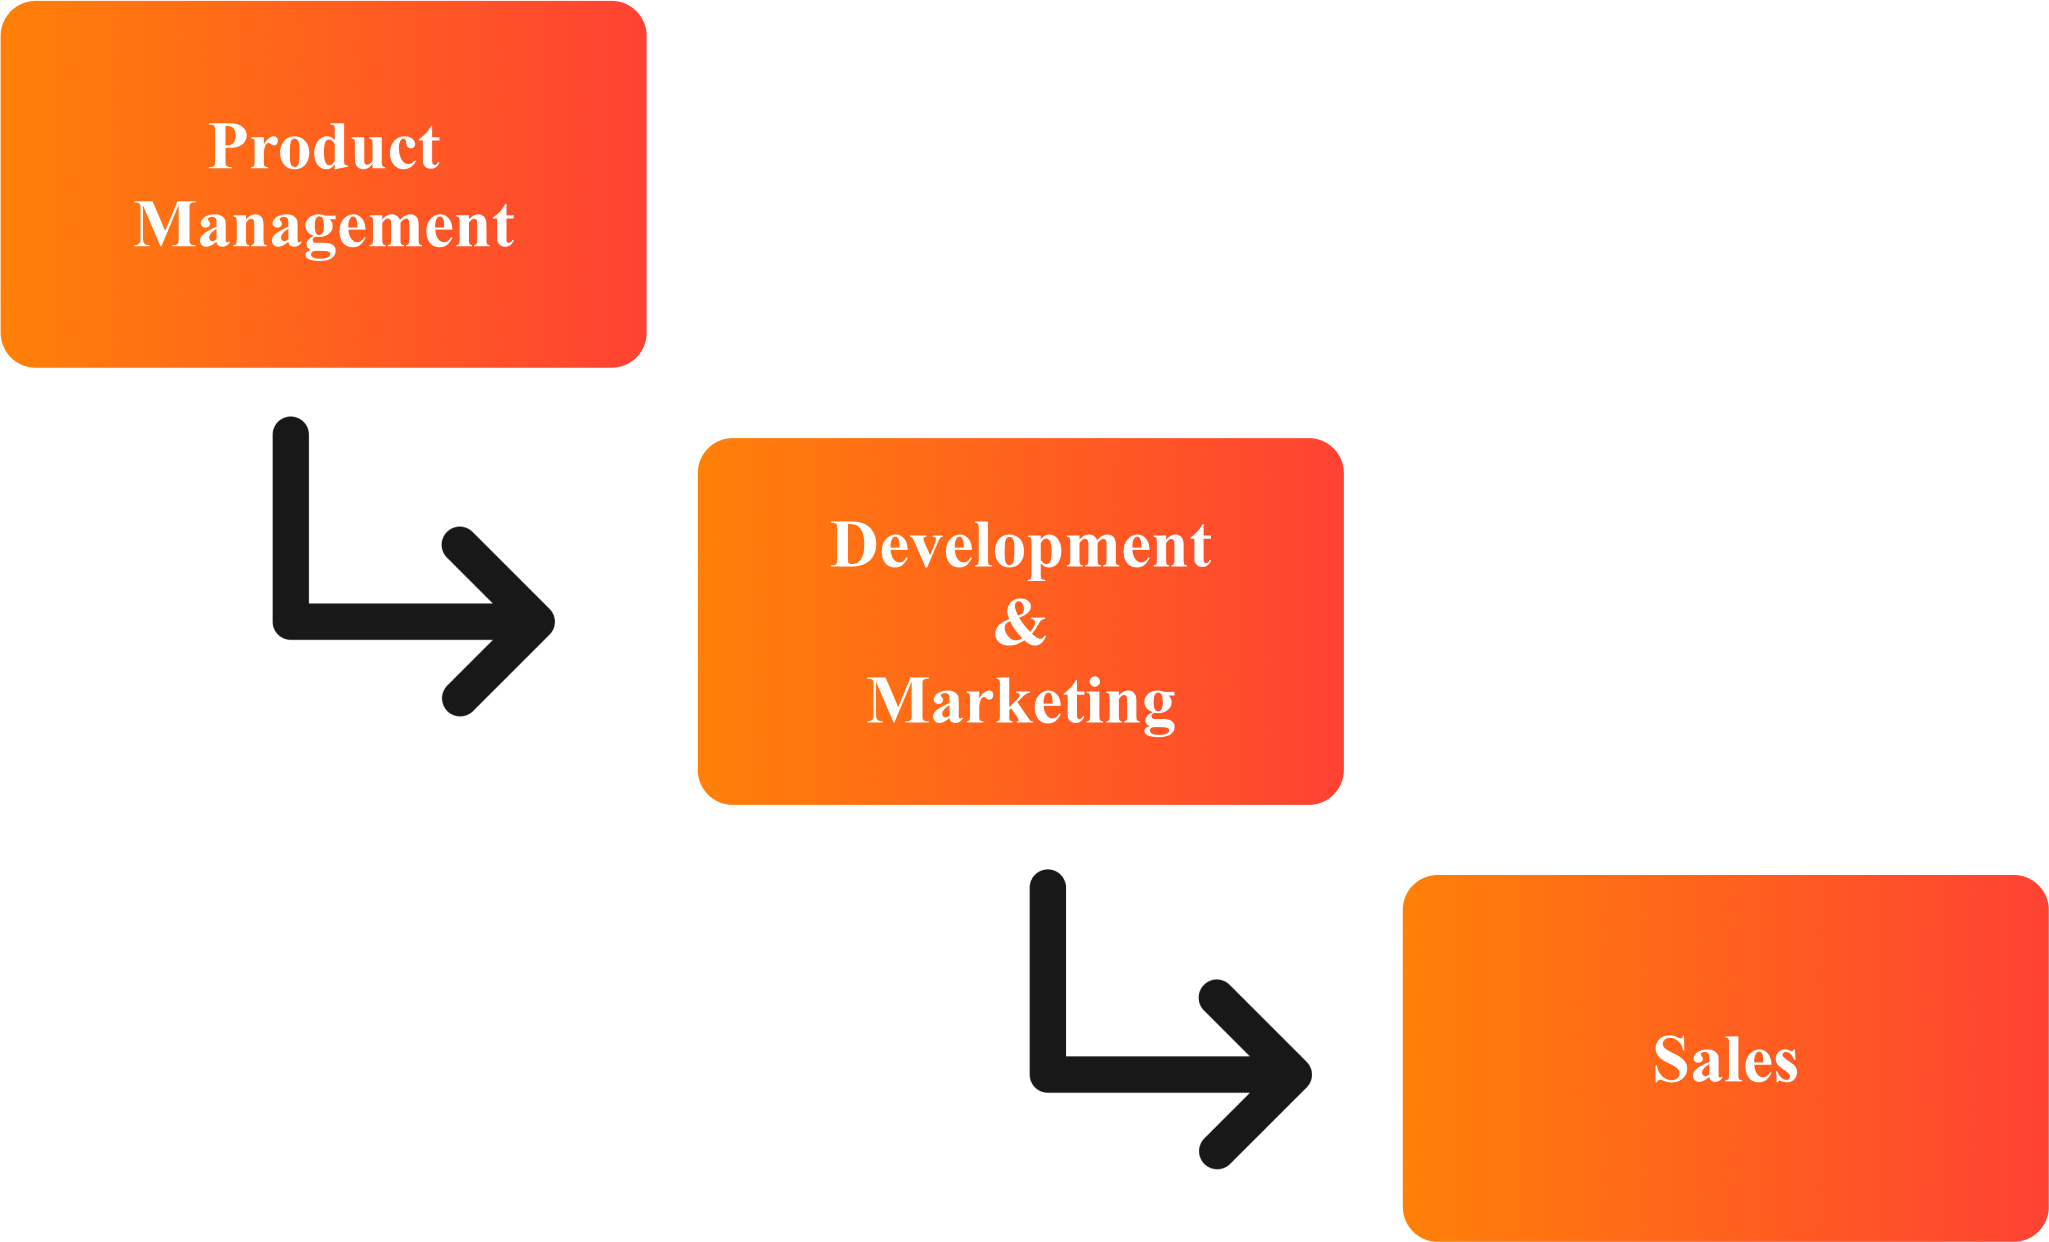 Product
Management
Development
&
Marketing
Sales